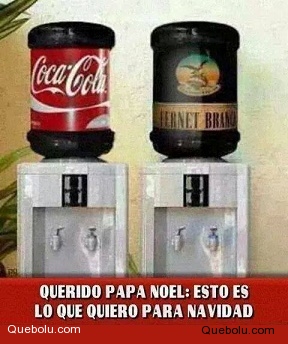 Coca-Cola
FERNET BRANCA
QUERIDO PAPA NOEL: ESTO ES
LO QUE QUIERO PARA NAVIDAD
Quebolu.com
Quebolu.com